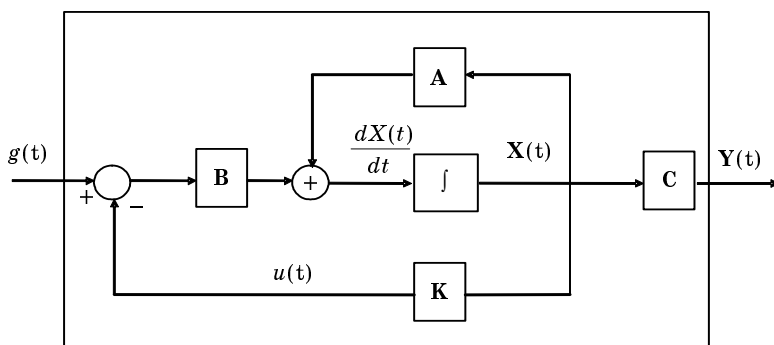 A
g(t)
+
−
B
+
dX(t)
dt
∫
X(t)
C
Y(t)
u(t)
K